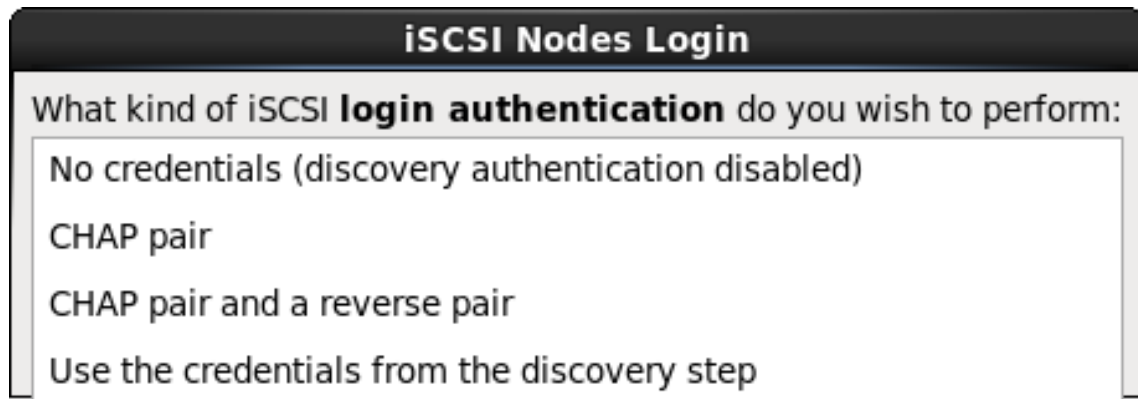 iSCSI Nodes Login
What kind of iSCSI login authentication do you wish to perform:
No credentials (discovery authentication disabled)
CHAP pair
CHAP pair and a reverse pair
Use the credentials from the discovery step